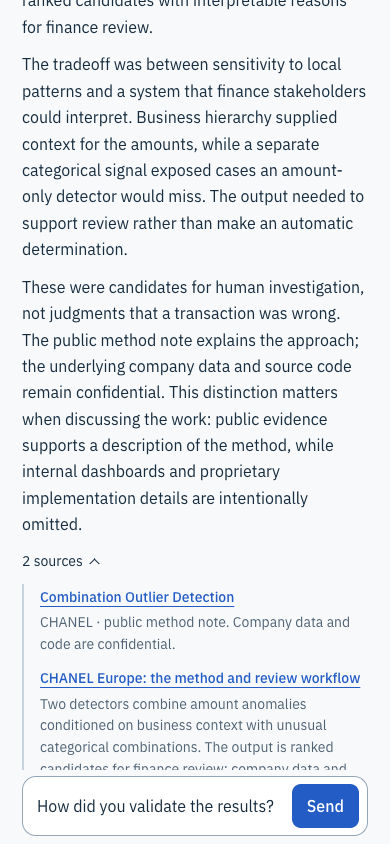 ranked candidates with interpretable reasons
for finance review.
The tradeoff was between sensitivity to local
patterns and a system that finance stakeholders
could interpret. Business hierarchy supplied
context for the amounts, while a separate
categorical signal exposed cases an amount-
only detector would miss. The output needed to
support review rather than make an automatic
determination.
These were candidates for human investigation,
not judgments that a transaction was wrong.
The public method note explains the approach;
the underlying company data and source code
remain confidential. This distinction matters
when discussing the work: public evidence
supports a description of the method, while
internal dashboards and proprietary
implementation details are intentionally
omitted.
2 sources
Combination Outlier Detection
CHANEL · public method note. Company data and
code are confidential.
CHANEL Europe: the method and review workflow
Two detectors combine amount anomalies
conditioned on business context with unusual
categorical combinations. The output is ranked
candidates for finance review; company data and
How did you validate the results?
Send